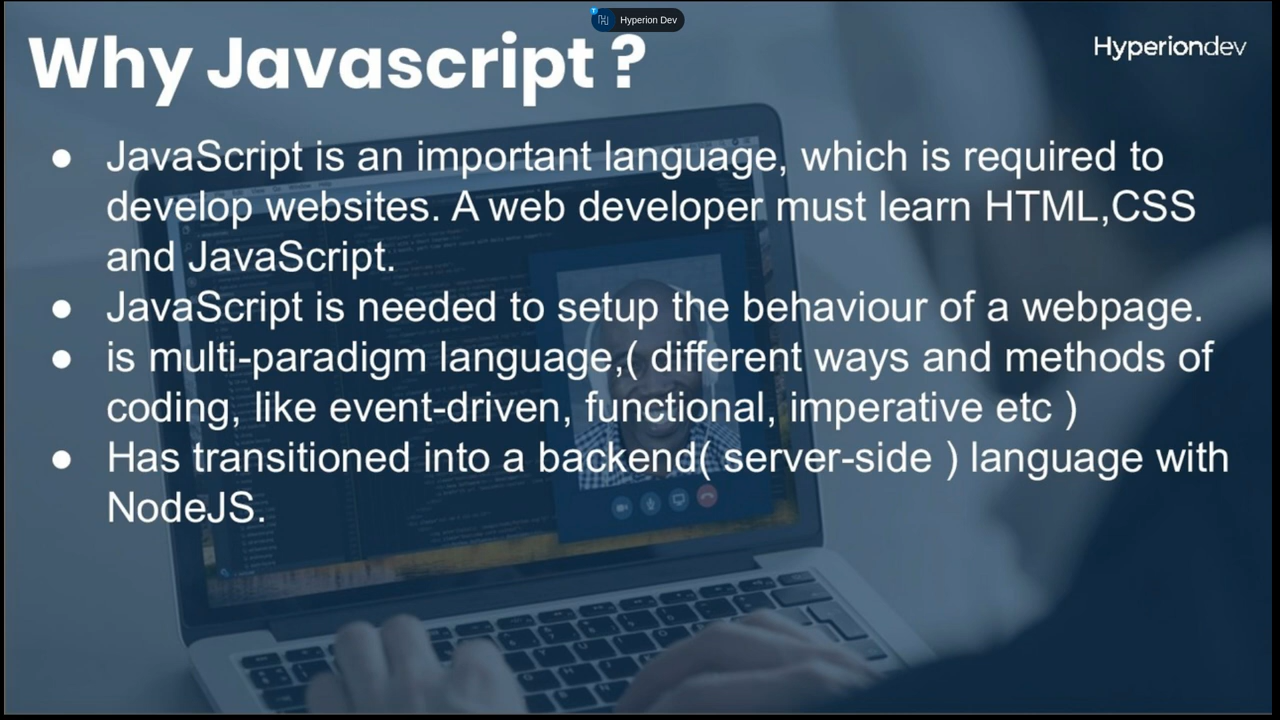 Hyperion Dev
Why Javascript ?
Hyperiondev
● JavaScript is an important language, which is required to
develop websites. A web developer must learn HTML,CSS
and JavaScript.
● JavaScript is needed to setup the behaviour of a webpage.
● is multi-paradigm language,( different ways and methods of
coding, like event-driven, functional, imperative etc )
● Has transitioned into a backend( server-side ) language with
NodeJS.